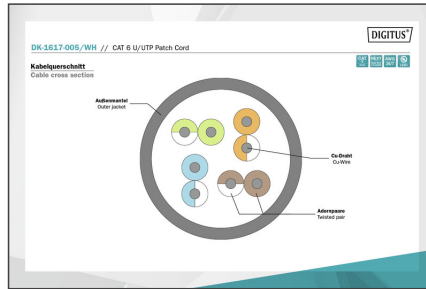 DIGITUS®
DK-1617-005/WH // CAT 6 U/UTP Patch Cord
Kabelquerschnitt
Cable cross section
Außenmantel
Outer jacket
Cu-Draht
Cu-Wire
Adernpaare
Twisted pair